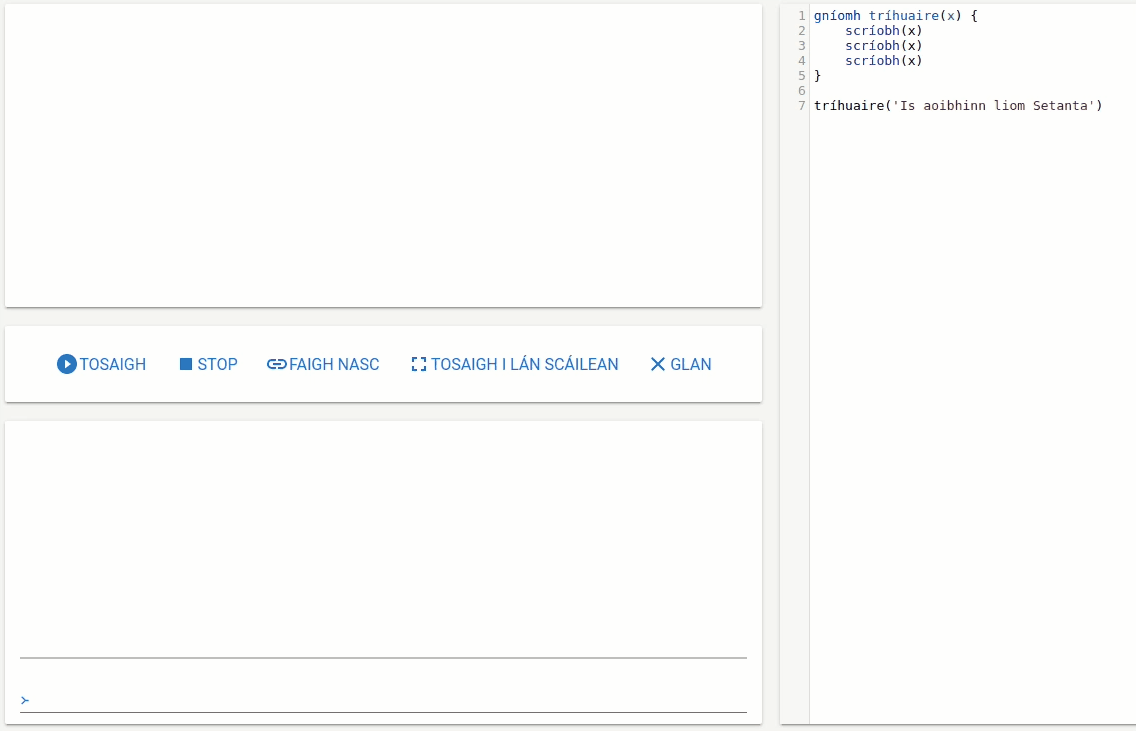 TOSAIGH
STOP
FAIGH NASC
TOSAIGH I LÁN SCÁILEAN
GLAN
>
1 gníomh tríhuaire(x) {
2     scríobh(x)
3     scríobh(x)
4     scríobh(x)
5 }
6
7 tríhuaire('Is aoibhinn liom Setanta')